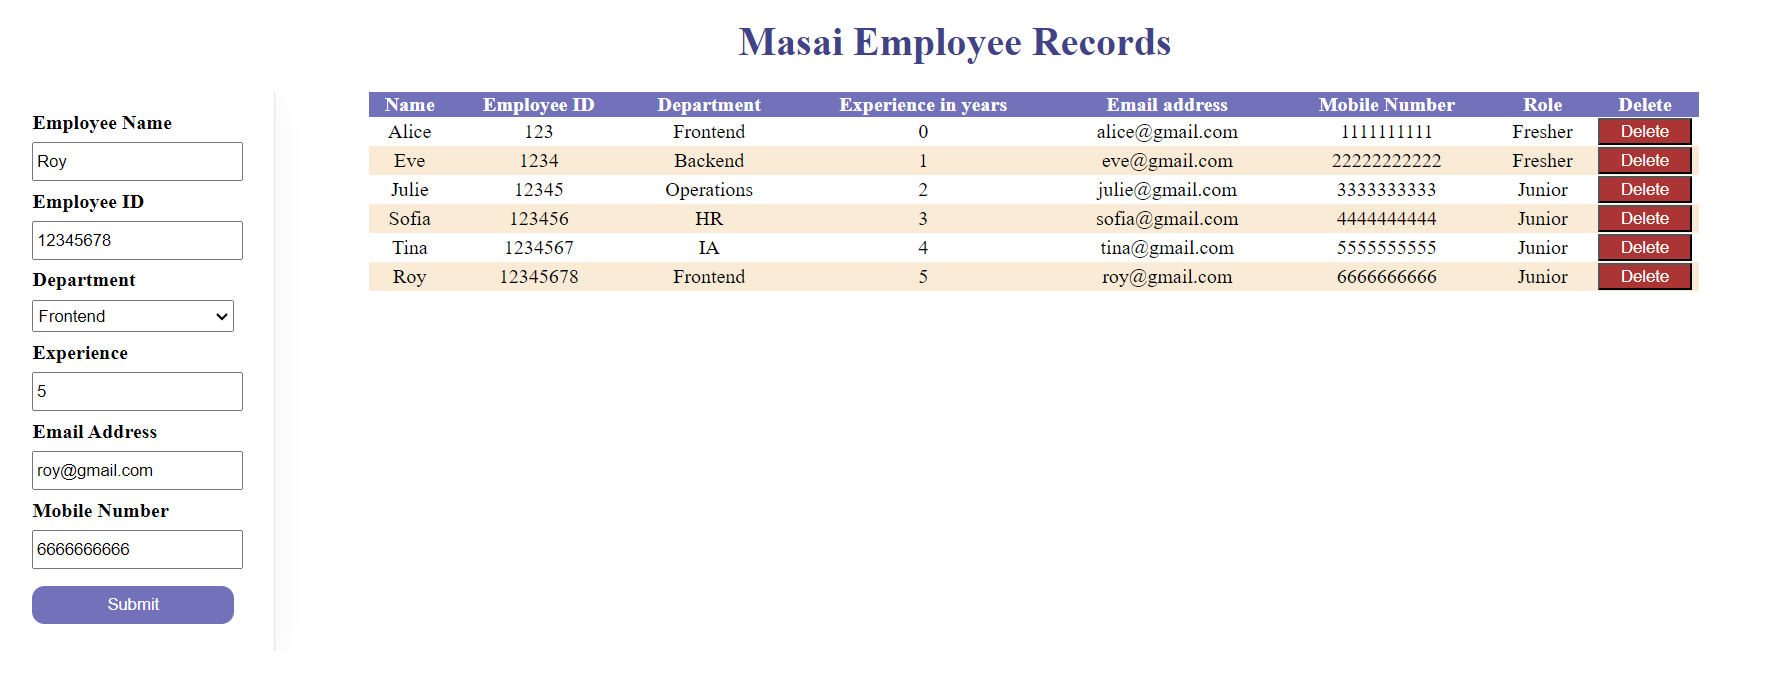 Masai Employee Records
Employee Name
Roy
Employee ID
12345678
Department
Frontend
Experience
5
Email Address
roy@gmail.com
Mobile Number
6666666666
Submit
Name Employee ID Department Experience in years Email address Mobile Number Role Delete
Alice 123 Frontend 0 alice@gmail.com 1111111111 Fresher Delete
Eve 1234 Backend 1 eve@gmail.com 22222222222 Fresher Delete
Julie 12345 Operations 2 julie@gmail.com 3333333333 Junior Delete
Sofia 123456 HR 3 sofia@gmail.com 4444444444 Junior Delete
Tina 1234567 IA 4 tina@gmail.com 5555555555 Junior Delete
Roy 12345678 Frontend 5 roy@gmail.com 6666666666 Junior Delete